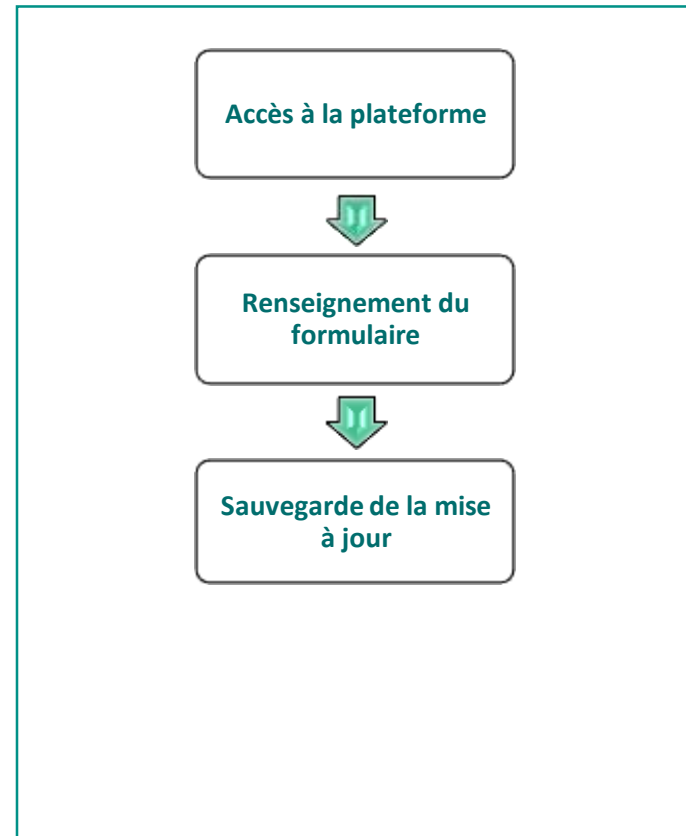 Accès à la plateforme
Renseignement du
formulaire
Sauvegarde de la mise
à jour